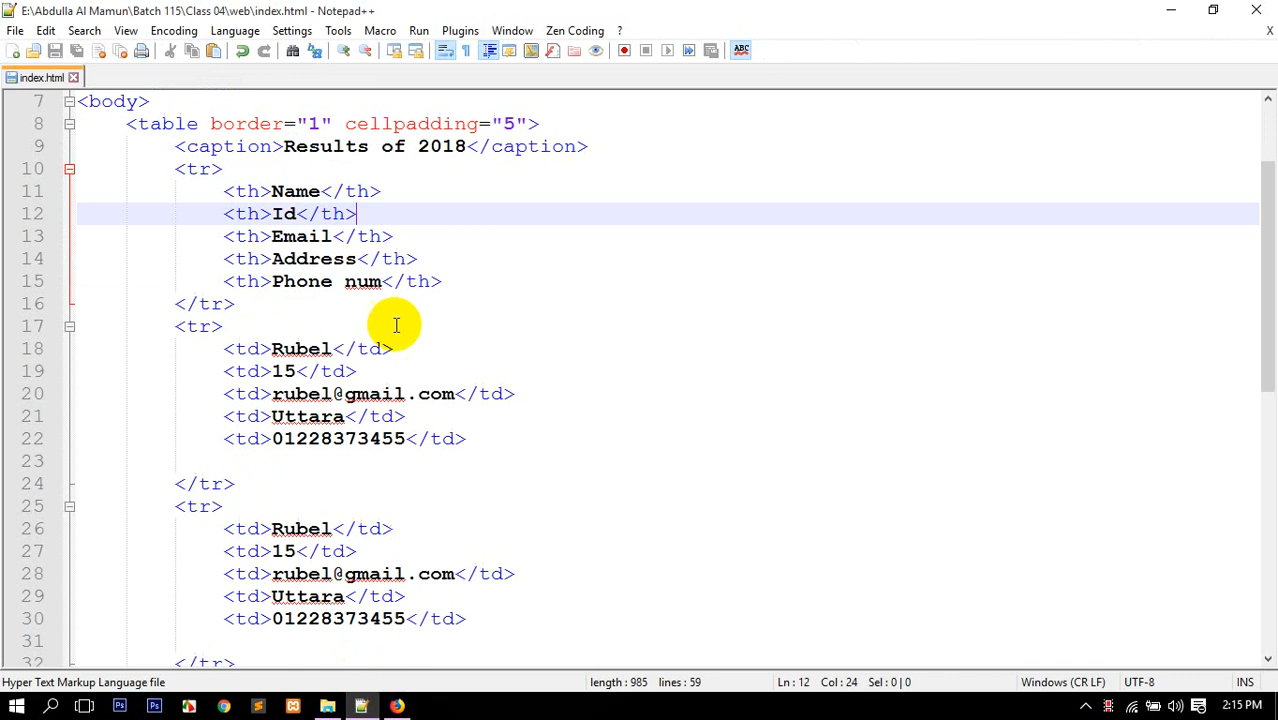 E:\Abdulla Al Mamun\Batch 115\Class 04\web\index.html - Notepad++
File Edit Search View Encoding Language Settings Tools Macro Run Plugins Window Zen Coding ? X
ABC
index.html
7 <body>
8 <table border="1" cellpadding="5">
9 <caption>Results of 2018</caption>
10 <tr>
11 <th>Name</th>
12 <th>Id</th>
13 <th>Email</th>
14 <th>Address</th>
15 <th>Phone num</th>
16 </tr>
17 <tr>
18 <td>Rubel</td>
19 <td>15</td>
20 <td>rubel@gmail.com</td>
21 <td>Uttara</td>
22 <td>01228373455</td>
23
24 </tr>
25 <tr>
26 <td>Rubel</td>
27 <td>15</td>
28 <td>rubel@gmail.com</td>
29 <td>Uttara</td>
30 <td>01228373455</td>
31
32 </tr>
Hyper Text Markup Language file length : 985 lines : 59 Ln : 12 Col : 24 Sel : 0 | 0 Windows (CR LF) UTF-8 INS
Ps Ps 2:15 PM